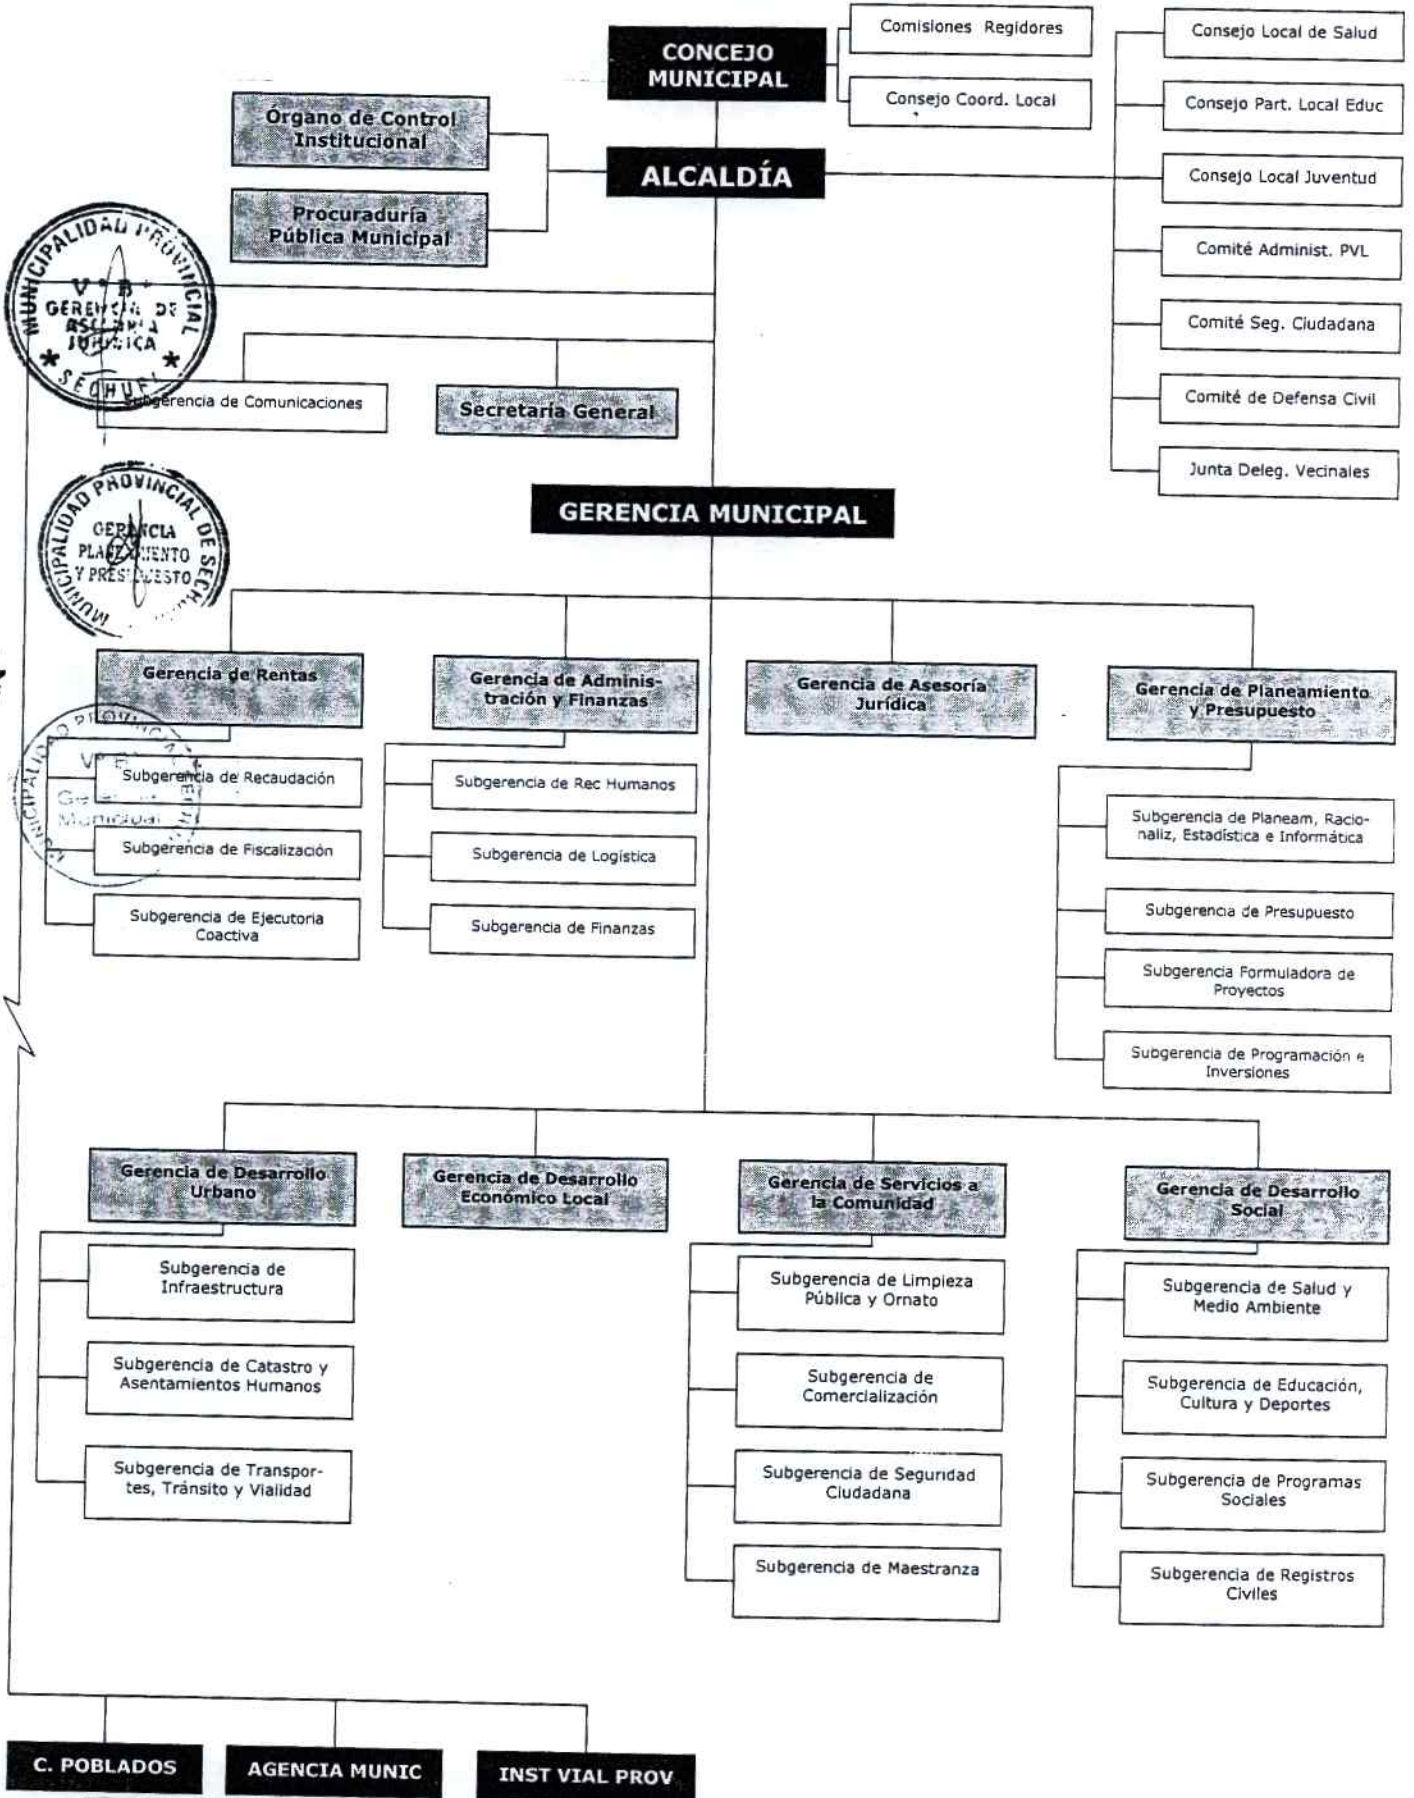 CONCEJO
MUNICIPAL
Comisiones Regidores
Consejo Coord. Local
Consejo Local de Salud
Consejo Part. Local Educ
Consejo Local Juventud
Comité Administ. PVL
Comité Seg. Ciudadana
Comité de Defensa Civil
Junta Deleg. Vecinales
Órgano de Control
Institucional
ALCALDÍA
Procuraduría
Pública Municipal
MUNICIPALIDAD PROVINCIAL
V° B°
GERENCIA DE
ASESORIA
JURIDICA
Subgerencia de Comunicaciones
Secretaría General
GERENCIA MUNICIPAL
MUNICIPALIDAD PROVINCIAL DE
GERENCIA
PLANEAMIENTO
Y PRESUPUESTO
Gerencia de Rentas
Gerencia de Adminis-
tración y Finanzas
Gerencia de Asesoría
Jurídica
Gerencia de Planeamiento
y Presupuesto
Municipal
Subgerencia de Recaudación
Subgerencia de Fiscalización
Subgerencia de Ejecutoria
Coactiva
Subgerencia de Rec Humanos
Subgerencia de Logística
Subgerencia de Finanzas
Subgerencia de Planeam, Racio-
naliz, Estadística e Informática
Subgerencia de Presupuesto
Subgerencia Formuladora de
Proyectos
Subgerencia de Programación e
Inversiones
Gerencia de Desarrollo
Urbano
Gerencia de Desarrollo
Económico Local
Gerencia de Servicios a
la Comunidad
Gerencia de Desarrollo
Social
Subgerencia de
Infraestructura
Subgerencia de Catastro y
Asentamientos Humanos
Subgerencia de Transpor-
tes, Tránsito y Vialidad
Subgerencia de Limpieza
Pública y Ornato
Subgerencia de
Comercialización
Subgerencia de Seguridad
Ciudadana
Subgerencia de Maestranza
Subgerencia de Salud y
Medio Ambiente
Subgerencia de Educación,
Cultura y Deportes
Subgerencia de Programas
Sociales
Subgerencia de Registros
Civiles
C. POBLADOS
AGENCIA MUNIC
INST VIAL PROV